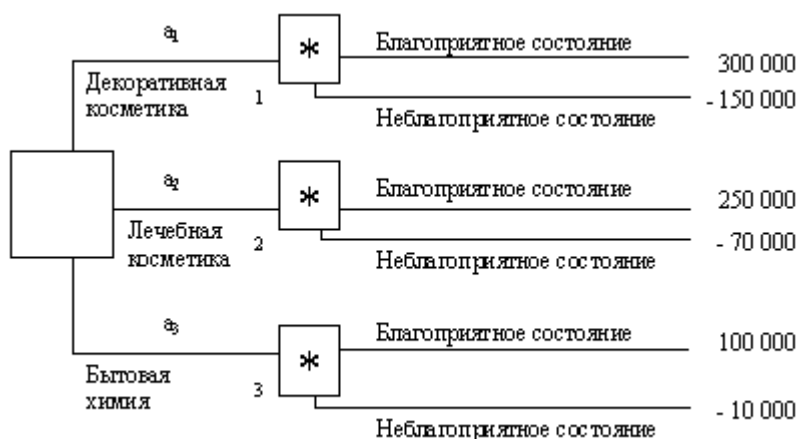 a₁
*
Благоприятное состояние
300 000
Декоративная
косметика
1
- 150 000
Неблагоприятное состояние
a₂
*
Благоприятное состояние
250 000
Лечебная
косметика
2
- 70 000
Неблагоприятное состояние
a₃
*
Благоприятное состояние
100 000
Бытовая
химия
3
- 10 000
Неблагоприятное состояние